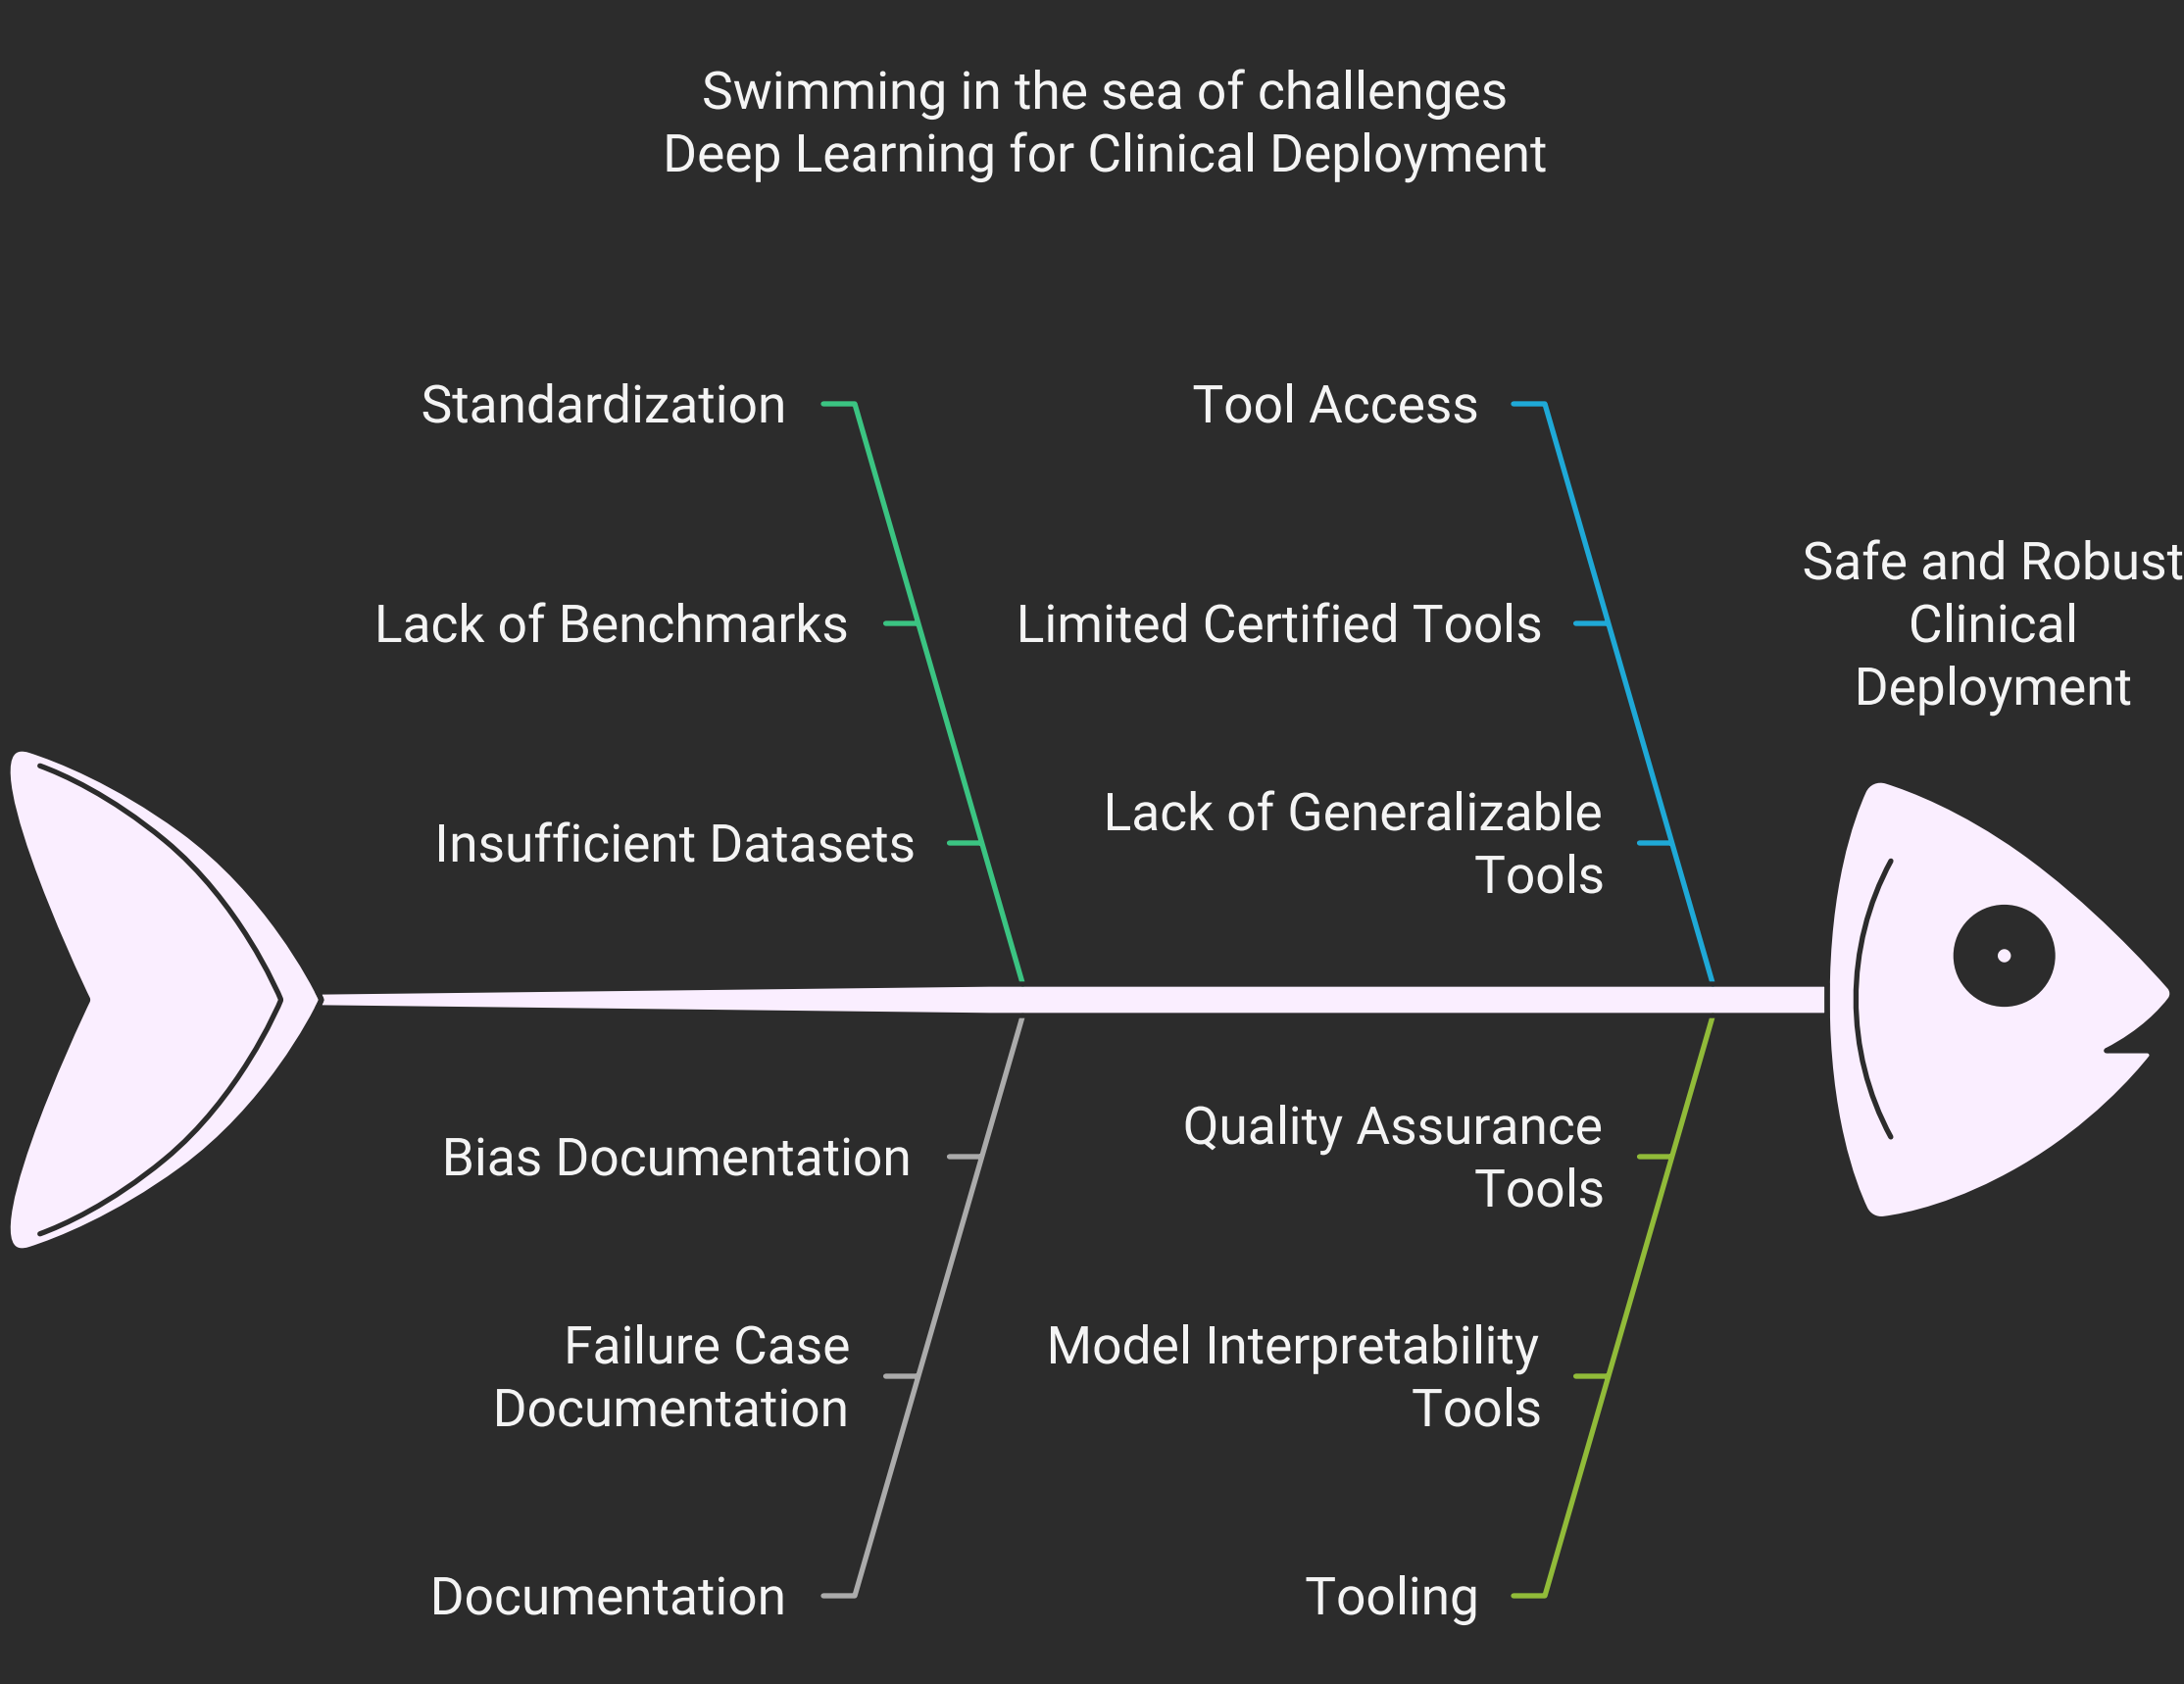 Swimming in the sea of challenges
Deep Learning for Clinical Deployment
Standardization
Lack of Benchmarks
Insufficient Datasets
Tool Access
Limited Certified Tools
Lack of Generalizable
Tools
Safe and Robust
Clinical
Deployment
Bias Documentation
Failure Case
Documentation
Documentation
Quality Assurance
Tools
Model Interpretability
Tools
Tooling